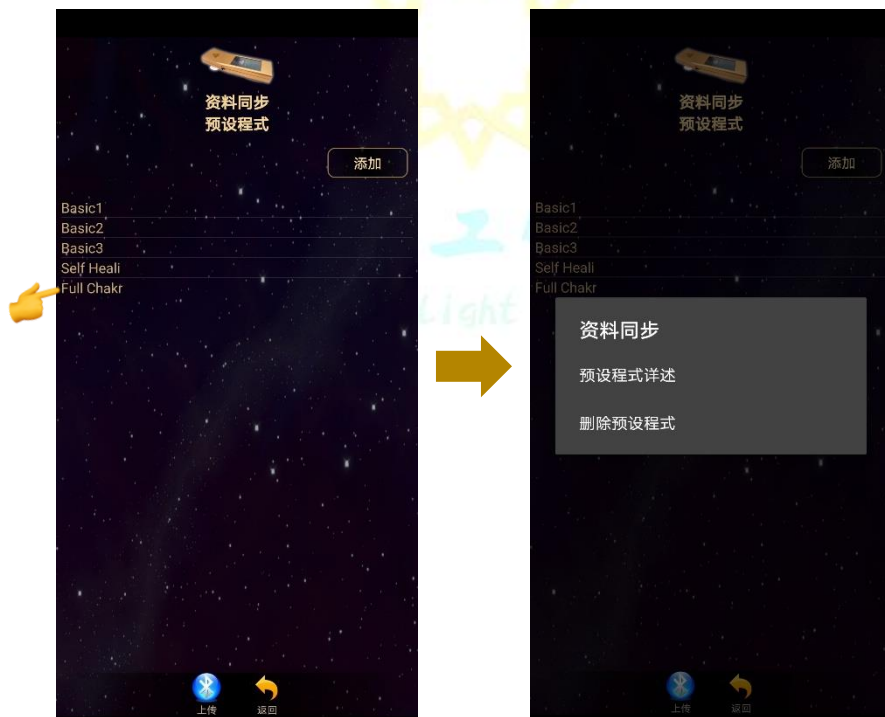 资料同步
预设程式
添加
Basic1
Basic2
Basic3
Self Heali
Full Chakr
上传
返回
资料同步
预设程式
添加
Basic1
Basic2
Basic3
Self Heali
Full Chakr
资料同步
预设程式详述
删除预设程式
上传
返回
工
Light